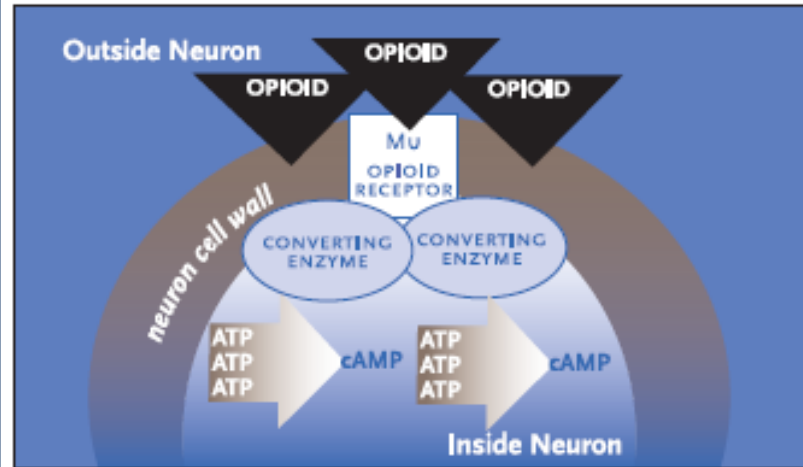 Outside Neuron
OPIOID
OPIOID
OPIOID
Mu
OPIOID
RECEPTOR
neuron cell wall
CONVERTING
ENZYME
CONVERTING
ENZYME
ATP
ATP
ATP
cAMP
ATP
ATP
ATP
cAMP
Inside Neuron